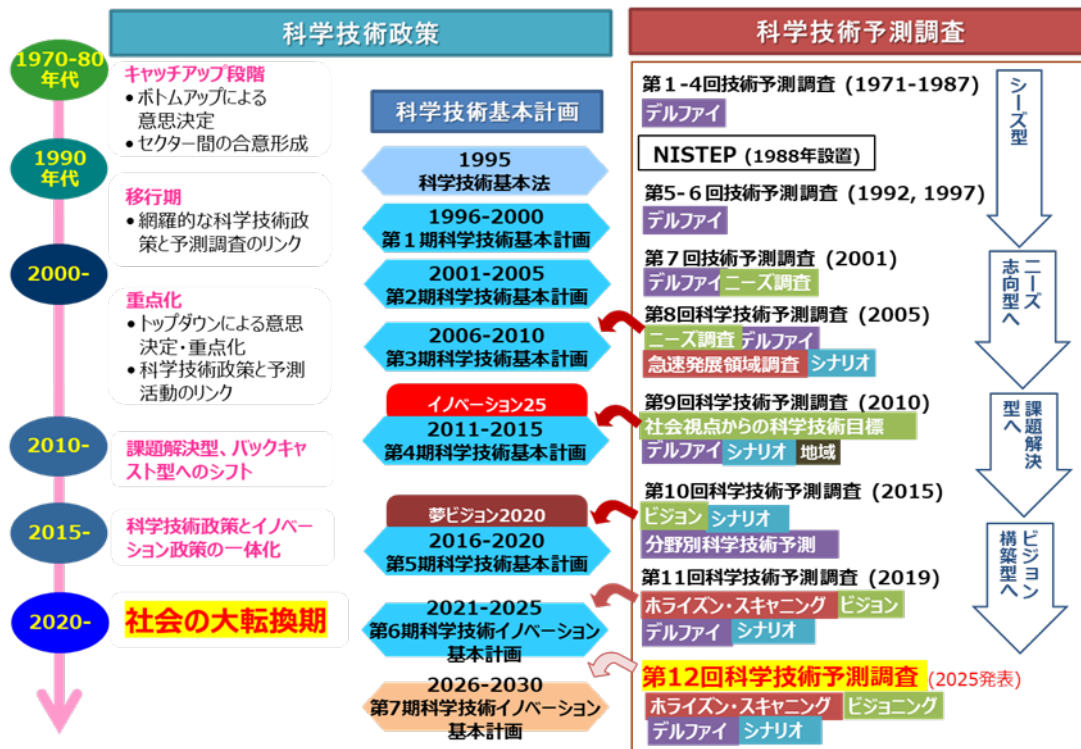 科学技術政策
1970-80
年代
キャッチアップ段階
• ボトムアップによる
意思決定
• セクター間の合意形成
1990
年代
移行期
• 網羅的な科学技術政
策と予測調査のリンク
2000-
重点化
• トップダウンによる意思
決定・重点化
• 科学技術政策と予測
活動のリンク
2010-
課題解決型、バックキャ
スト型へのシフト
2015-
科学技術政策とイノベー
ション政策の一体化
2020-
社会の大転換期
科学技術基本計画
1995
科学技術基本法
1996-2000
第1期科学技術基本計画
2001-2005
第2期科学技術基本計画
2006-2010
第3期科学技術基本計画
イノベーション25
2011-2015
第4期科学技術基本計画
夢ビジョン2020
2016-2020
第5期科学技術基本計画
2021-2025
第6期科学技術イノベーション
基本計画
2026-2030
第7期科学技術イノベーション
基本計画
科学技術予測調査
第1-4回技術予測調査 (1971-1987)
デルファイ
NISTEP (1988年設置)
第5-6回技術予測調査 (1992, 1997)
デルファイ
第7回技術予測調査 (2001)
デルファイ ニーズ調査
第8回科学技術予測調査 (2005)
ニーズ調査 デルファイ
急速発展領域調査 シナリオ
第9回科学技術予測調査 (2010)
社会視点からの科学技術目標
デルファイ シナリオ 地域
第10回科学技術予測調査 (2015)
ビジョン シナリオ
分野別科学技術予測
第11回科学技術予測調査 (2019)
ホライズン・スキャニング ビジョン
デルファイ シナリオ
第12回科学技術予測調査 (2025発表)
ホライズン・スキャニング ビジョニング
デルファイ シナリオ
シーズ型
ニーズ
志向型へ
課題解決
型へ
ビジョン
構築型へ